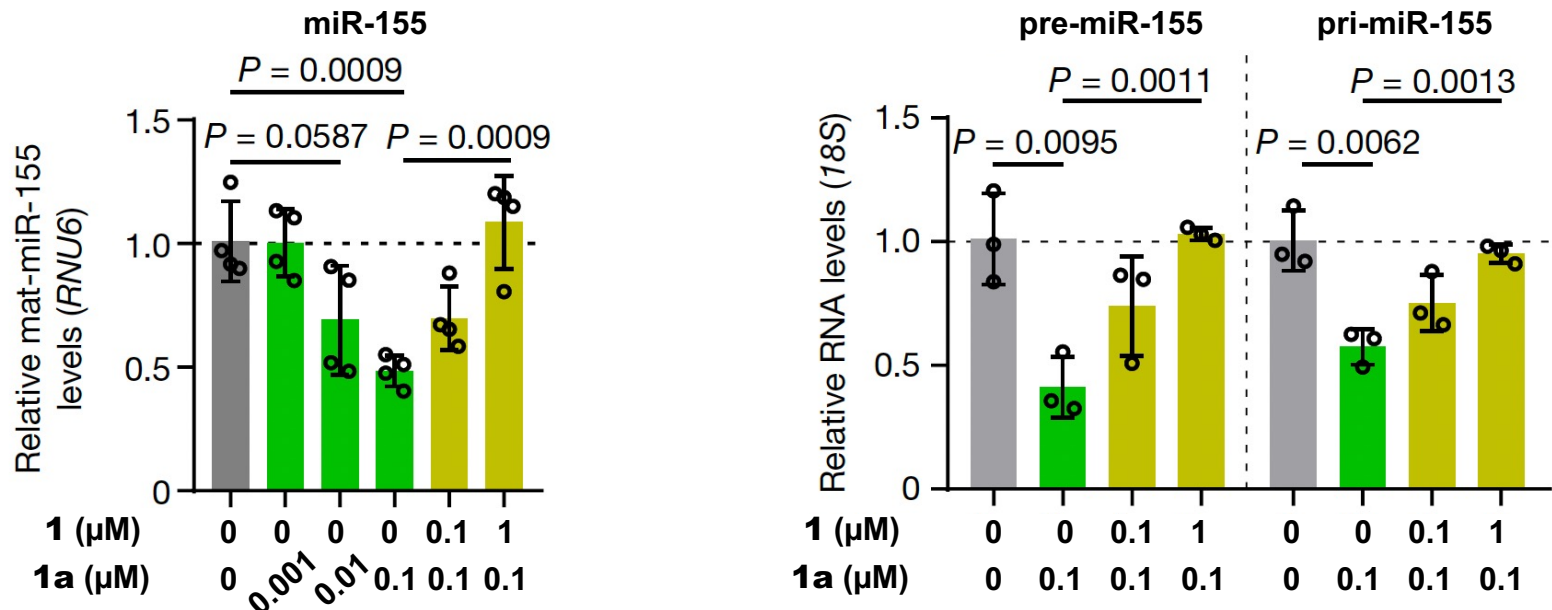 miR-155
P = 0.0009
P = 0.0587
P = 0.0009
Relative mat-miR-155
levels (RNU6)
1.5
1.0
0.5
0
1 (μM) 0 0 0 0 0.1 1
1a (μM) 0 0.001 0.01 0.1 0.1 0.1
pre-miR-155
pri-miR-155
P = 0.0011
P = 0.0013
P = 0.0095
P = 0.0062
Relative RNA levels (18S)
1.5
1.0
0.5
0
1 (μM) 0 0 0.1 1 0 0 0.1 1
1a (μM) 0 0.1 0.1 0.1 0 0.1 0.1 0.1